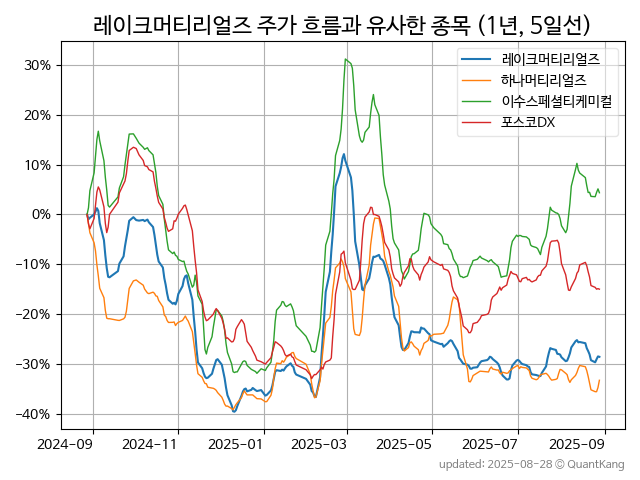 레이크머티리얼즈 주가 흐름과 유사한 종목 (1년, 5일선)
레이크머티리얼즈
하나머티리얼즈
이수스페셜티케미컬
포스코DX
30%
20%
10%
0%
−10%
−20%
−30%
−40%
2024-09 2024-11 2025-01 2025-03 2025-05 2025-07 2025-09
updated: 2025-08-28 © QuantKang